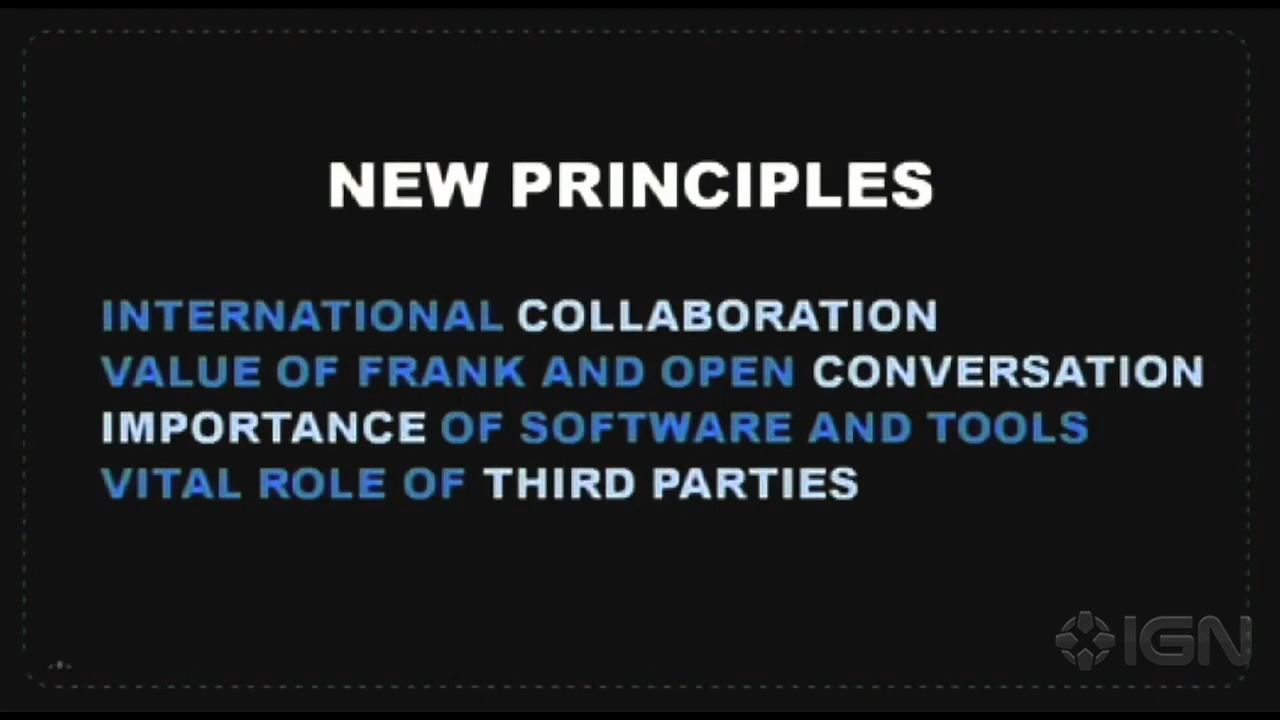 NEW PRINCIPLES
INTERNATIONAL COLLABORATION
VALUE OF FRANK AND OPEN CONVERSATION
IMPORTANCE OF SOFTWARE AND TOOLS
VITAL ROLE OF THIRD PARTIES
IGN